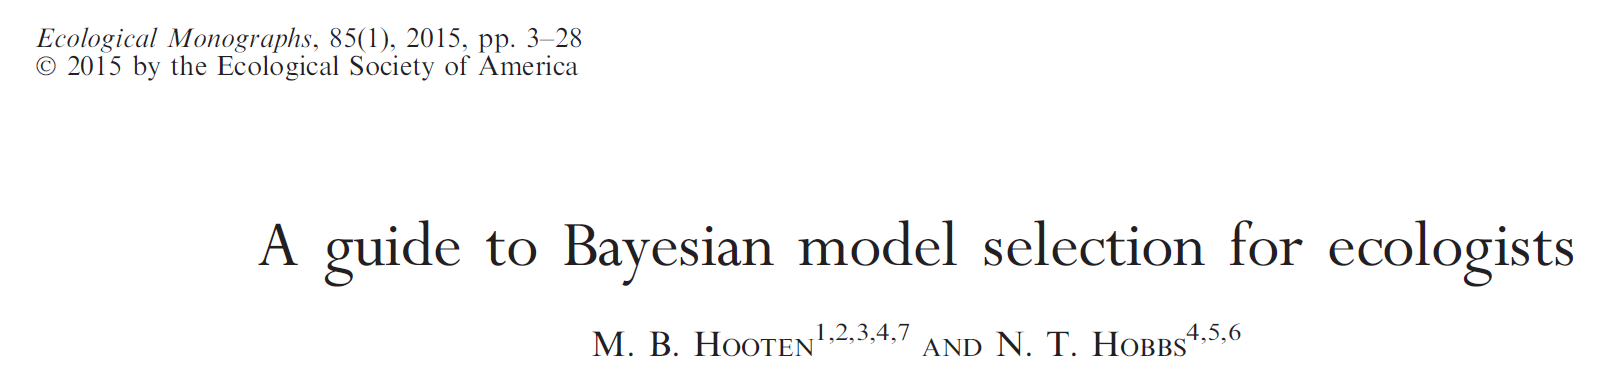 Ecological Monographs, 85(1), 2015, pp. 3–28
© 2015 by the Ecological Society of America
A guide to Bayesian model selection for ecologists
M. B. HOOTEN1,2,3,4,7 AND N. T. HOBBS4,5,6